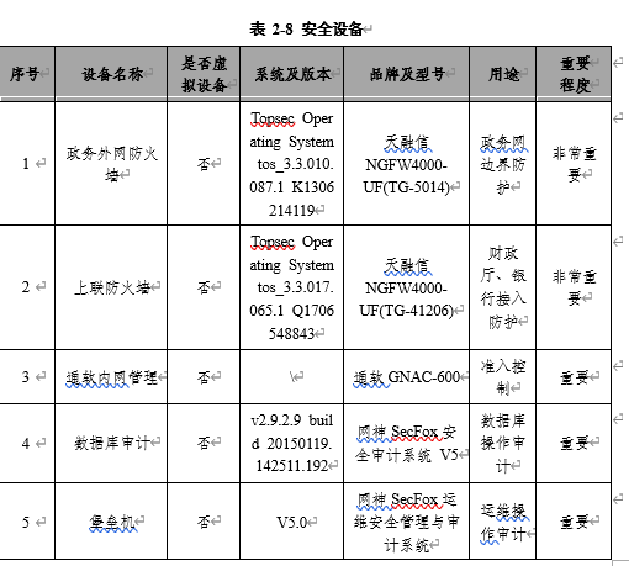 表 2-8 安全设备
序号 设备名称 是否虚拟设备 系统及版本 品牌及型号 用途 重要程度
1 政务外网防火墙 否 Topsec Operating System tos_3.3.010.087.1 K1306214119 天融信 NGFW4000-UF(TG-5014) 政务网边界防护 非常重要
2 上联防火墙 否 Topsec Operating System tos_3.3.017.065.1 Q1706548843 天融信 NGFW4000-UF(TG-41206) 财政厅、银行接入防护 非常重要
3 通软内网管理 否 \ 通软 GNAC-600 准入控制 重要
4 数据库审计 否 v2.9.2.9 build 20150119.142511.192 网神 SecFox 安全审计系统 V5 数据库操作审计 重要
5 堡垒机 否 V5.0 网神 SecFox 运维安全管理与审计系统 运维操作审计 重要